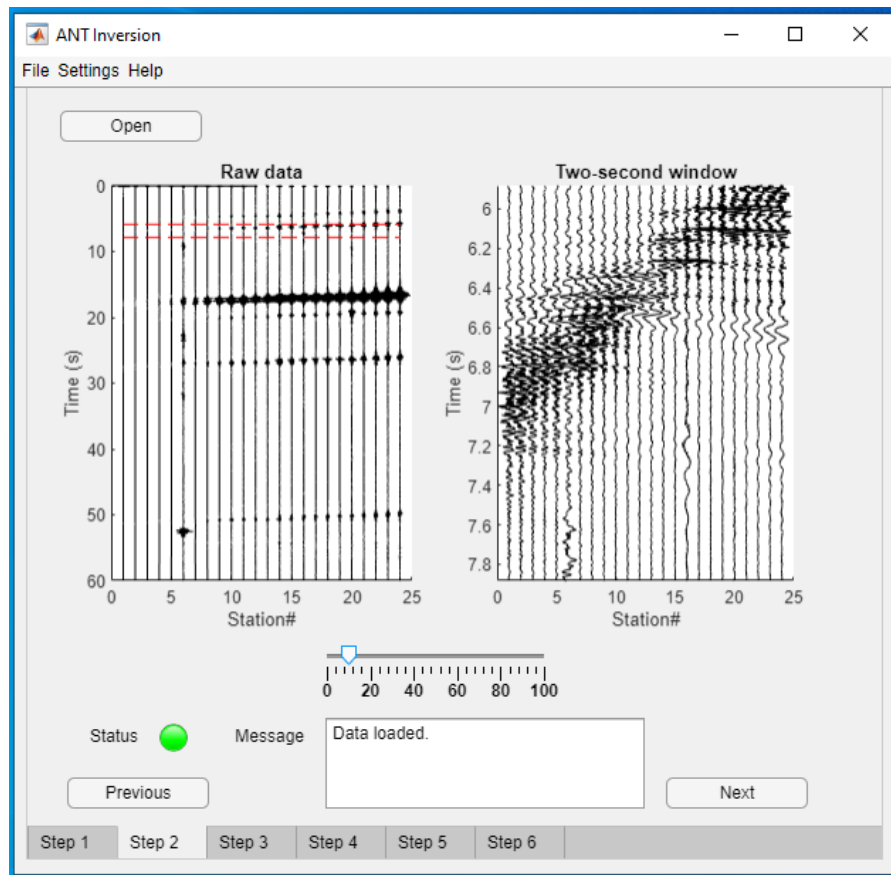 ANT Inversion
File Settings Help
Open
Raw data
0
10
20
30
40
50
60
Time (s)
0 5 10 15 20 25
Station#
Two-second window
6
6.2
6.4
6.6
6.8
7
7.2
7.4
7.6
7.8
Time (s)
0 5 10 15 20 25
Station#
0 20 40 60 80 100
Status
Message
Data loaded.
Previous
Next
Step 1 Step 2 Step 3 Step 4 Step 5 Step 6